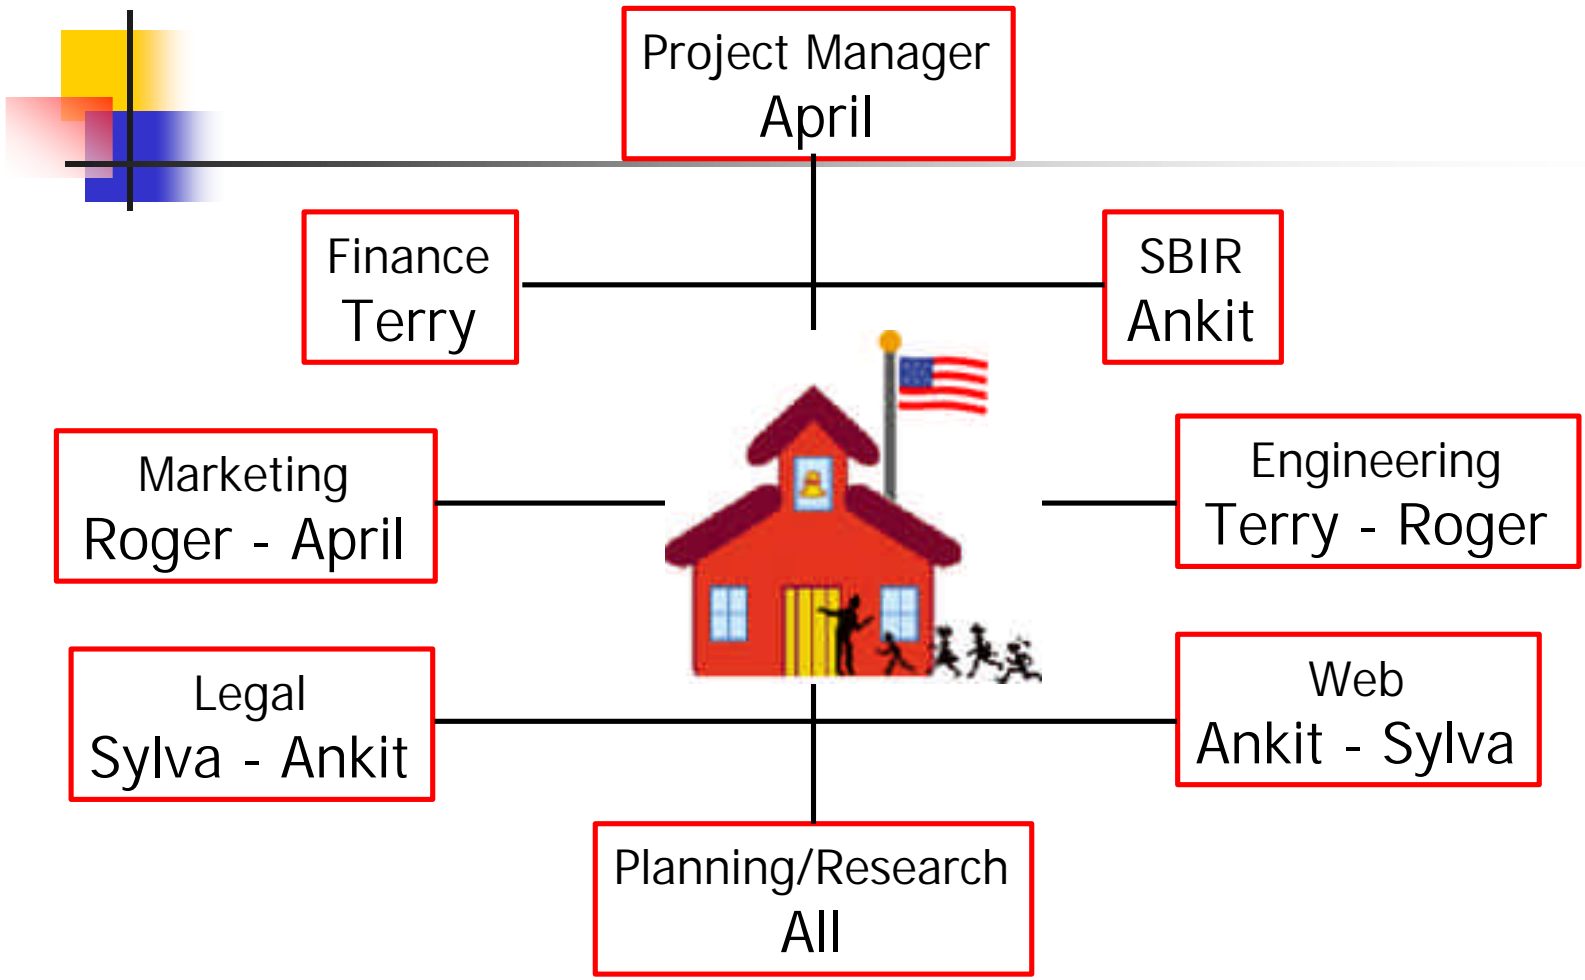 Project Manager
April
Finance
Terry
SBIR
Ankit
Marketing
Roger - April
Engineering
Terry - Roger
Legal
Sylva - Ankit
Web
Ankit - Sylva
Planning/Research
All